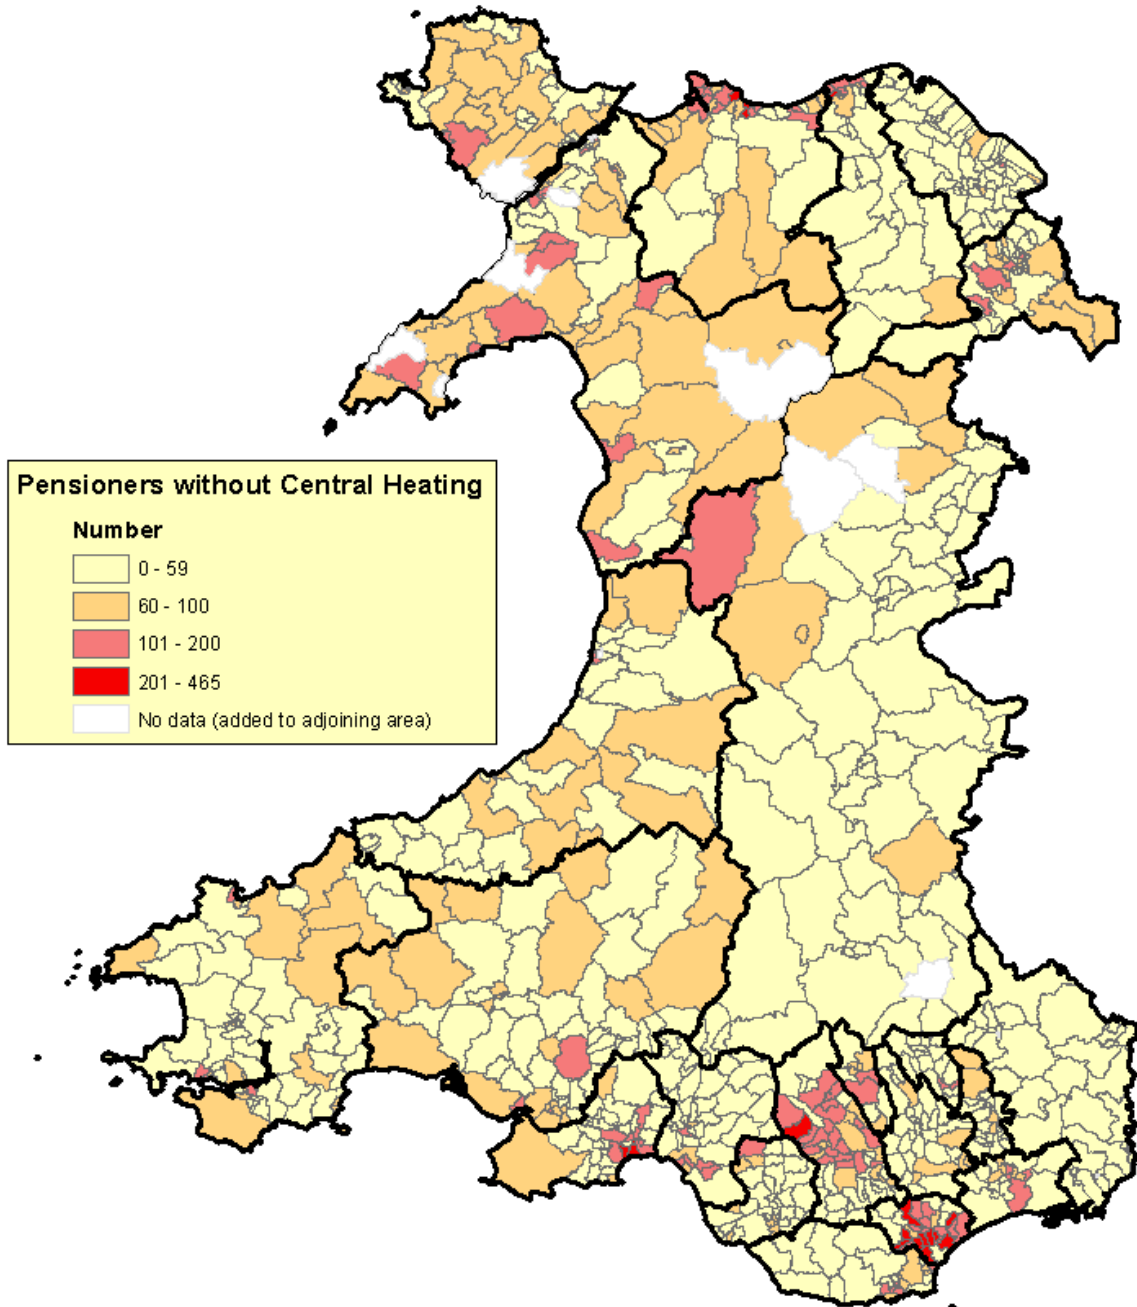 Pensioners without Central Heating
Number
0 - 59
60 - 100
101 - 200
201 - 465
No data (added to adjoining area)